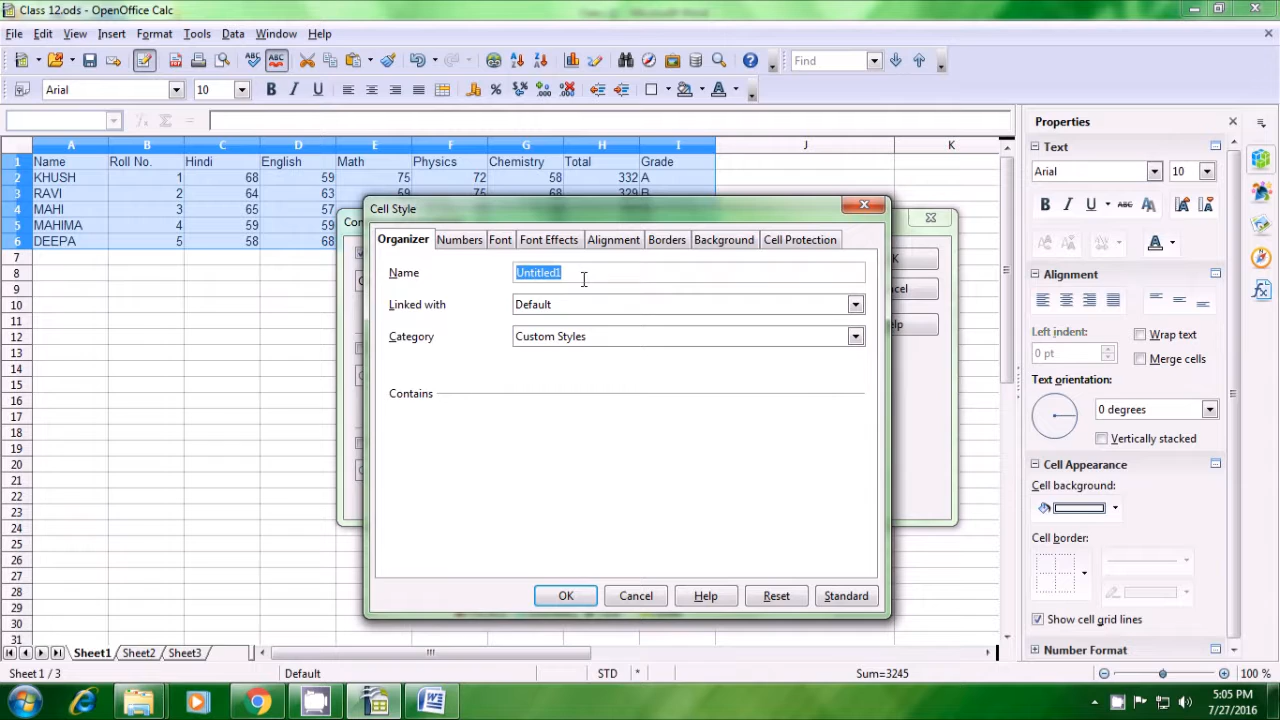 Class 12.ods - OpenOffice Calc
File Edit View Insert Format Tools Data Window Help
Find
Arial 10 B I U
A B C D E F G H I J K
1 Name Roll No. Hindi English Math Physics Chemistry Total Grade
2 KHUSH 1 68 59 75 72 58 332 A
3 RAVI 2 64 63 59 75 68 329 B
4 MAHI 3 65 57
5 MAHIMA 4 59 59
6 DEEPA 5 58 68
7
8
9
10
11
12
13
14
15
16
17
18
19
20
21
22
23
24
25
26
27
28
29
30
31
Cell Style
Organizer Numbers Font Font Effects Alignment Borders Background Cell Protection
Name Untitled1
Linked with Default
Category Custom Styles
Contains
OK Cancel Help Reset Standard
Properties
Text
Arial 10
B I U ABC
Alignment
Left indent: Wrap text
0 pt Merge cells
Text orientation:
0 degrees
Vertically stacked
Cell Appearance
Cell background:
Cell border:
Show cell grid lines
Number Format
Sheet1 Sheet2 Sheet3
Sheet 1 / 3 Default STD * Sum=3245 100 %
5:05 PM
7/27/2016